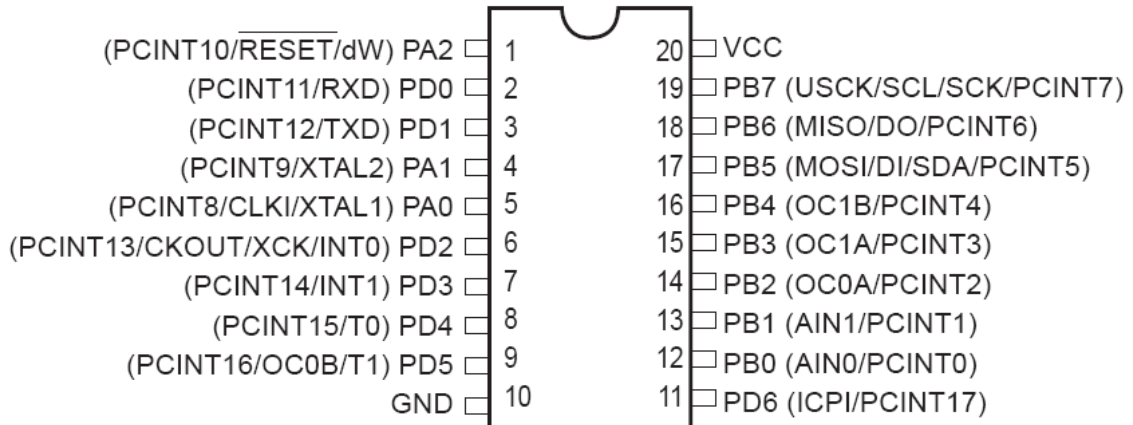 (PCINT10/RESET/dW) PA2 1 20 VCC
(PCINT11/RXD) PD0 2 19 PB7 (USCK/SCL/SCK/PCINT7)
(PCINT12/TXD) PD1 3 18 PB6 (MISO/DO/PCINT6)
(PCINT9/XTAL2) PA1 4 17 PB5 (MOSI/DI/SDA/PCINT5)
(PCINT8/CLKI/XTAL1) PA0 5 16 PB4 (OC1B/PCINT4)
(PCINT13/CKOUT/XCK/INT0) PD2 6 15 PB3 (OC1A/PCINT3)
(PCINT14/INT1) PD3 7 14 PB2 (OC0A/PCINT2)
(PCINT15/T0) PD4 8 13 PB1 (AIN1/PCINT1)
(PCINT16/OC0B/T1) PD5 9 12 PB0 (AIN0/PCINT0)
GND 10 11 PD6 (ICPI/PCINT17)